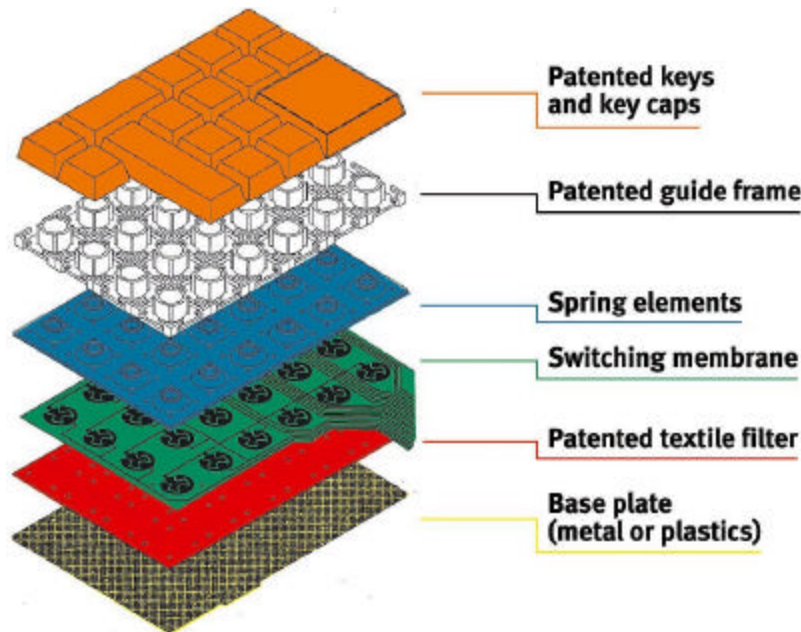 Patented keys
and key caps
Patented guide frame
Spring elements
Switching membrane
Patented textile filter
Base plate
(metal or plastics)